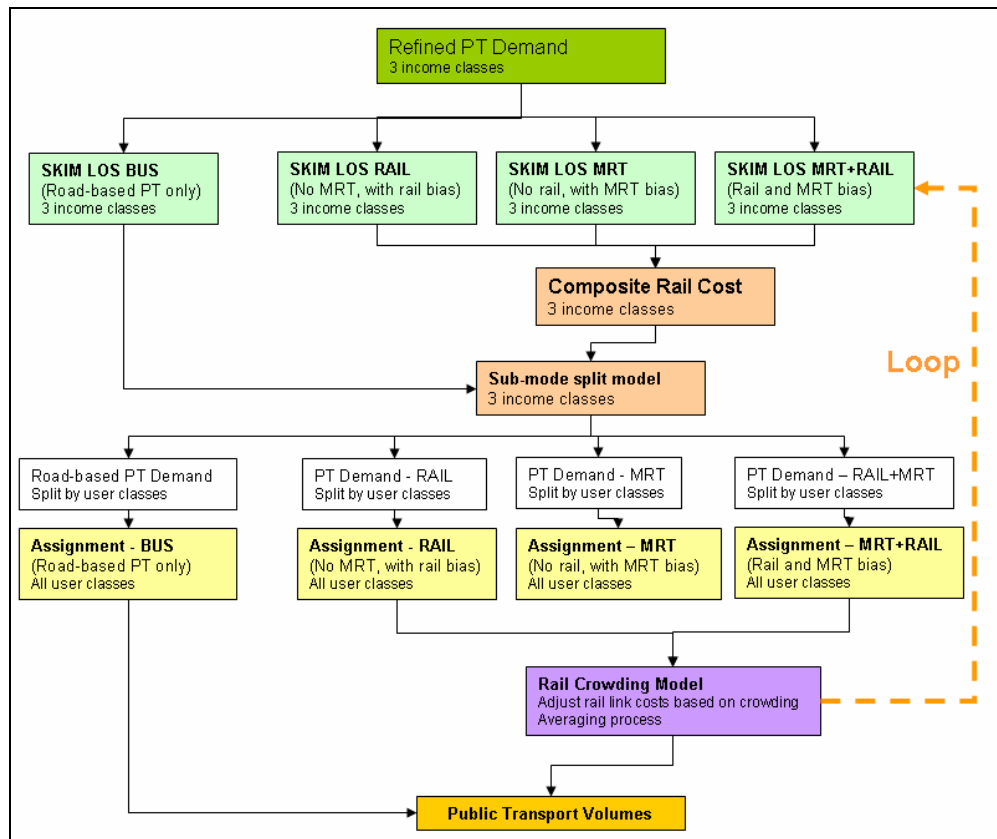 Refined PT Demand
3 income classes
SKIM LOS BUS
(Road-based PT only)
3 income classes
SKIM LOS RAIL
(No MRT, with rail bias)
3 income classes
SKIM LOS MRT
(No rail, with MRT bias)
3 income classes
SKIM LOS MRT+RAIL
(Rail and MRT bias)
3 income classes
Composite Rail Cost
3 income classes
Loop
Sub-mode split model
3 income classes
Road-based PT Demand
Split by user classes
PT Demand - RAIL
Split by user classes
PT Demand - MRT
Split by user classes
PT Demand – RAIL+MRT
Split by user classes
Assignment - BUS
(Road-based PT only)
All user classes
Assignment - RAIL
(No MRT, with rail bias)
All user classes
Assignment – MRT
(No rail, with MRT bias)
All user classes
Assignment – MRT+RAIL
(Rail and MRT bias)
All user classes
Rail Crowding Model
Adjust rail link costs based on crowding
Averaging process
Public Transport Volumes